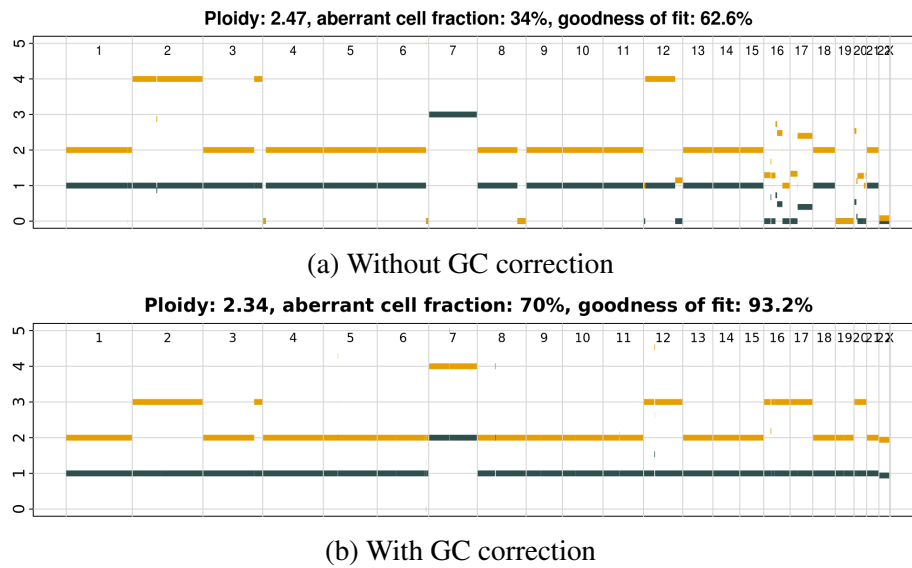 Ploidy: 2.47, aberrant cell fraction: 34%, goodness of fit: 62.6%
5
1 2 3 4 5 6 7 8 9 10 11 12 13 14 15 16 17 18 19 20 21 22 X
4
3
2
1
0
(a) Without GC correction
Ploidy: 2.34, aberrant cell fraction: 70%, goodness of fit: 93.2%
5
1 2 3 4 5 6 7 8 9 10 11 12 13 14 15 16 17 18 19 20 21 22 X
4
3
2
1
0
(b) With GC correction